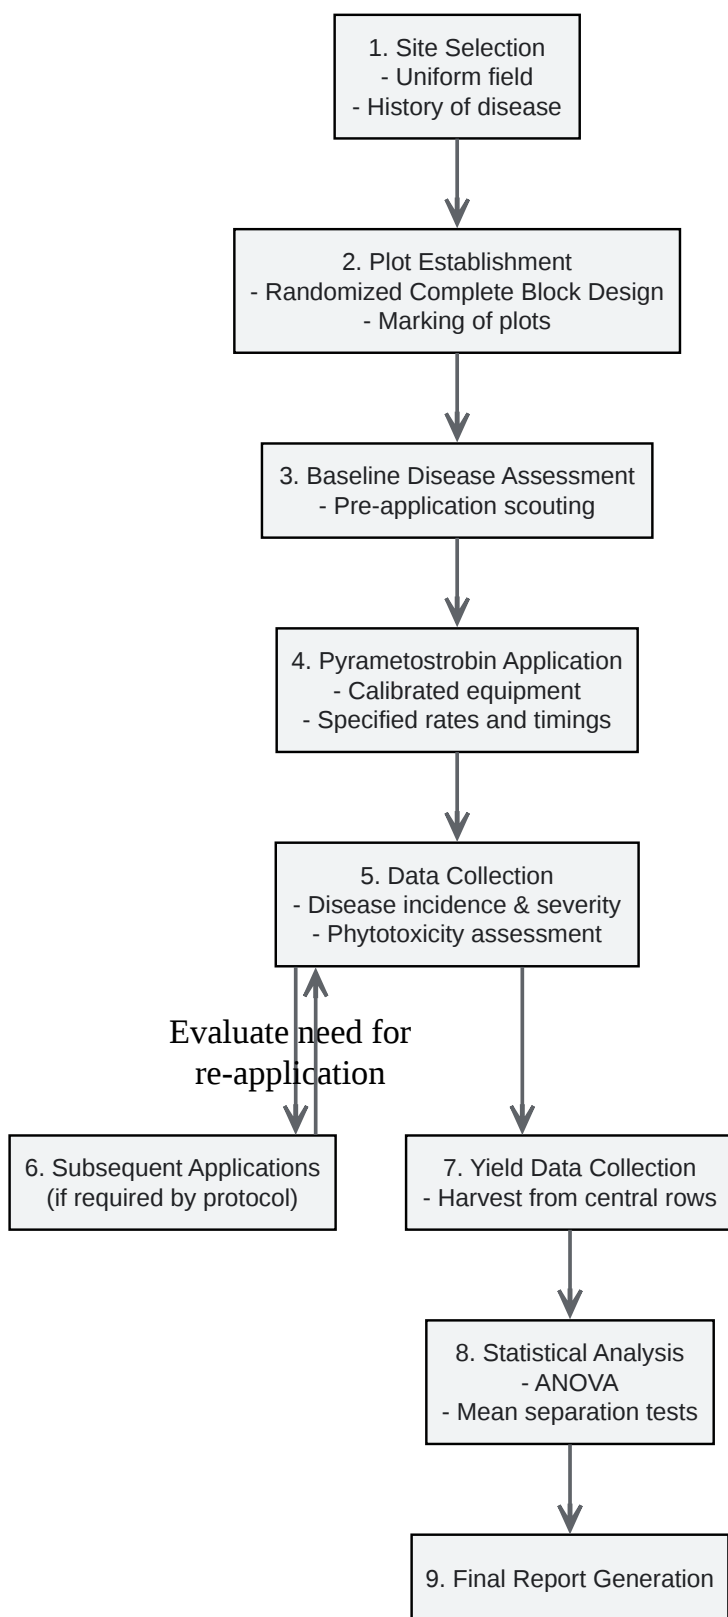 1. Site Selection
- Uniform field
- History of disease
2. Plot Establishment
- Randomized Complete Block Design
- Marking of plots
3. Baseline Disease Assessment
- Pre-application scouting
4. Pyrametostrobin Application
- Calibrated equipment
- Specified rates and timings
5. Data Collection
- Disease incidence & severity
- Phytotoxicity assessment
Evaluate need for
re-application
6. Subsequent Applications
(if required by protocol)
7. Yield Data Collection
- Harvest from central rows
8. Statistical Analysis
- ANOVA
- Mean separation tests
9. Final Report Generation